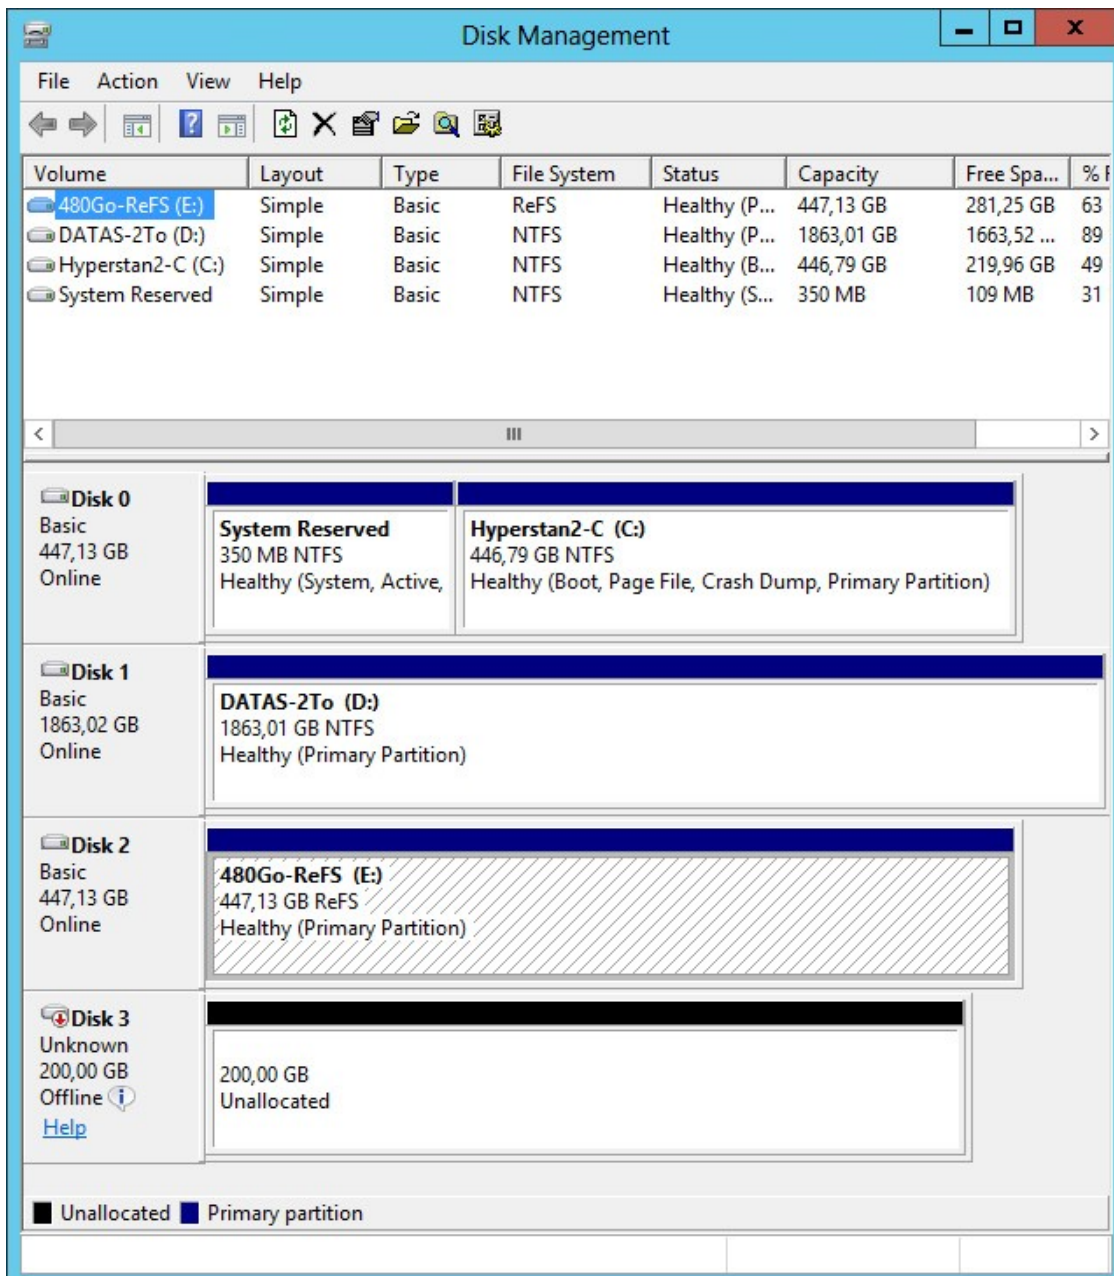 Disk Management
File Action View Help
Volume Layout Type File System Status Capacity Free Spa... %
480Go-ReFS (E:) Simple Basic ReFS Healthy (P... 447,13 GB 281,25 GB 63
DATAS-2To (D:) Simple Basic NTFS Healthy (P... 1863,01 GB 1663,52 ... 89
Hyperstan2-C (C:) Simple Basic NTFS Healthy (B... 446,79 GB 219,96 GB 49
System Reserved Simple Basic NTFS Healthy (S... 350 MB 109 MB 31
Disk 0
Basic
447,13 GB
Online
System Reserved
350 MB NTFS
Healthy (System, Active,
Hyperstan2-C (C:)
446,79 GB NTFS
Healthy (Boot, Page File, Crash Dump, Primary Partition)
Disk 1
Basic
1863,02 GB
Online
DATAS-2To (D:)
1863,01 GB NTFS
Healthy (Primary Partition)
Disk 2
Basic
447,13 GB
Online
480Go-ReFS (E:)
447,13 GB ReFS
Healthy (Primary Partition)
Disk 3
Unknown
200,00 GB
Offline
Help
200,00 GB
Unallocated
Unallocated Primary partition